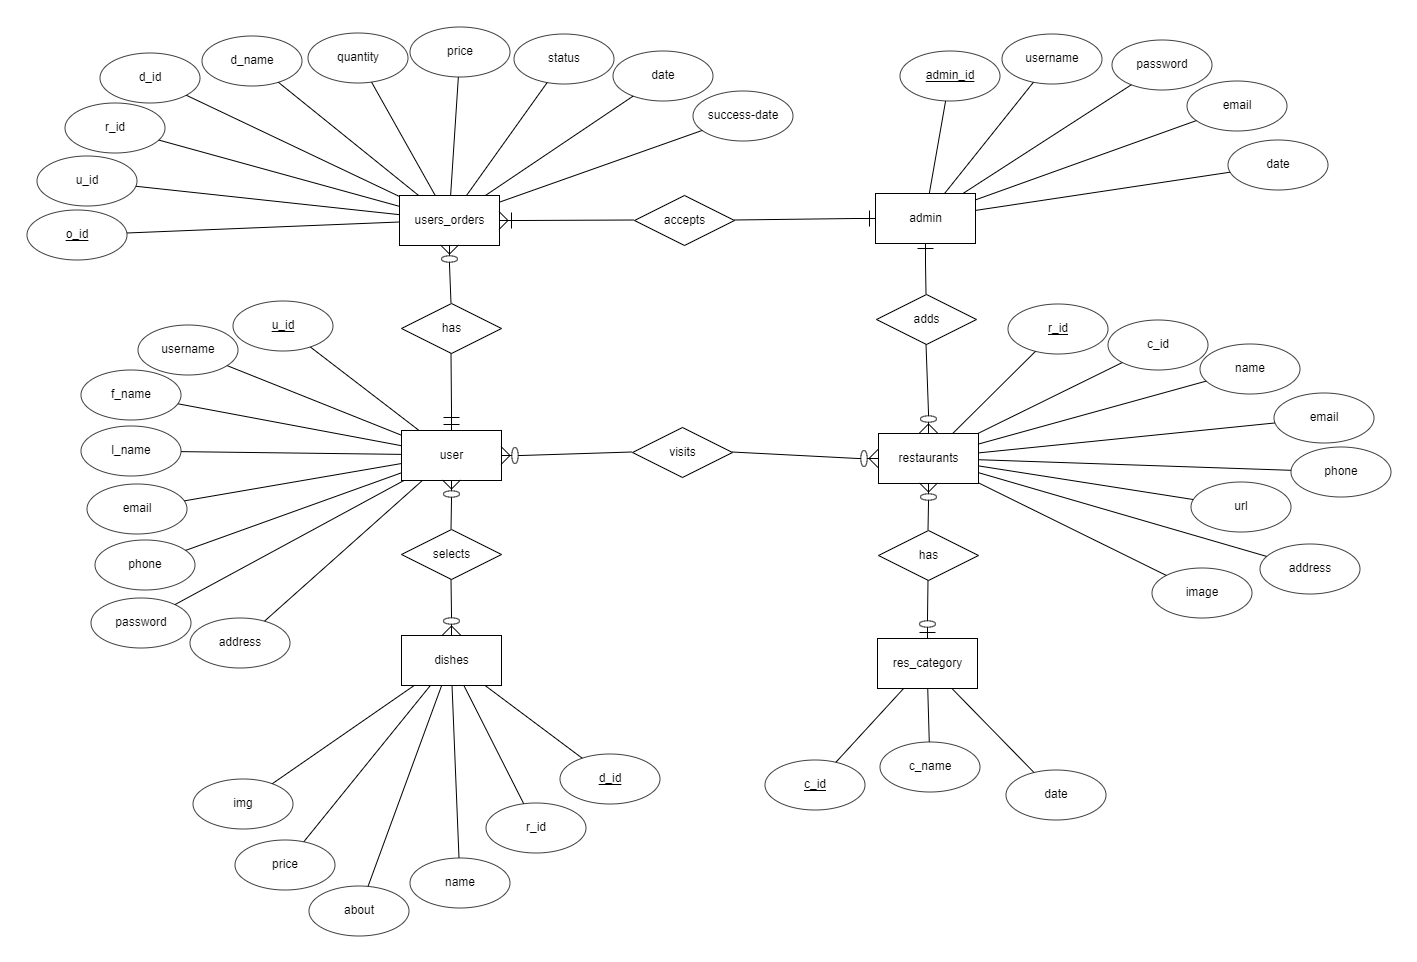 price
quantity
status
d_name
d_id
date
success-date
r_id
u_id
o_id
users_orders
accepts
admin
admin_id
username
password
email
date
has
adds
u_id
username
f_name
l_name
email
phone
password
address
user
visits
restaurants
r_id
c_id
name
email
phone
url
address
image
selects
has
dishes
res_category
img
price
about
name
r_id
d_id
c_id
c_name
date